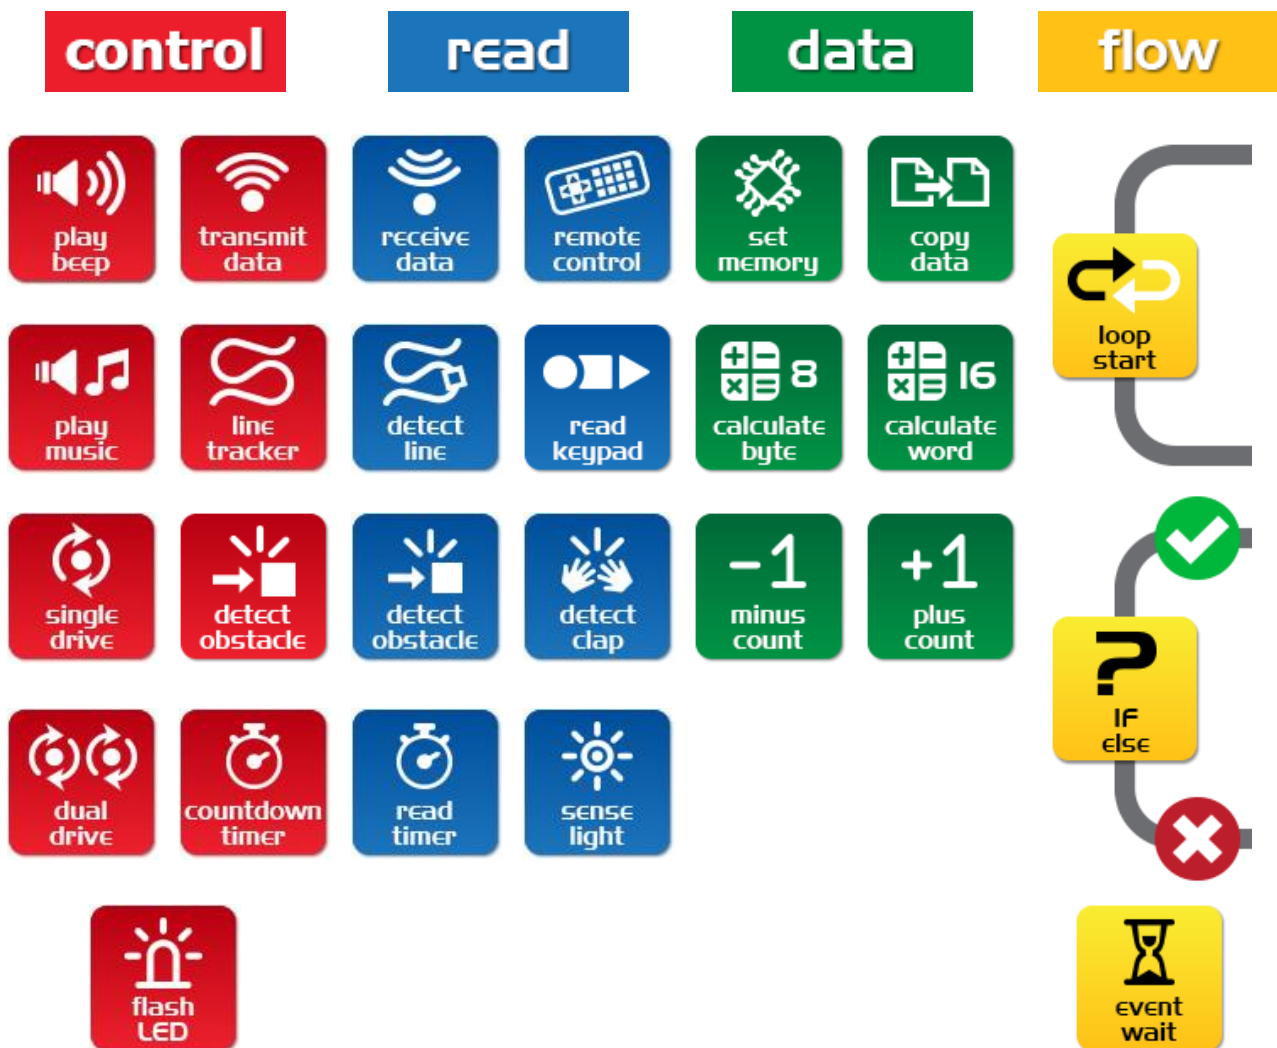 control read data flow
play
beep
transmit
data
receive
data
remote
control
set
memory
copy
data
loop
start
play
music
line
tracker
detect
line
read
keypad
8
calculate
byte
16
calculate
word
single
drive
detect
obstacle
detect
obstacle
detect
clap
-1
minus
count
+1
plus
count
?
IF
else
dual
drive
countdown
timer
read
timer
sense
light
flash
LED
event
wait